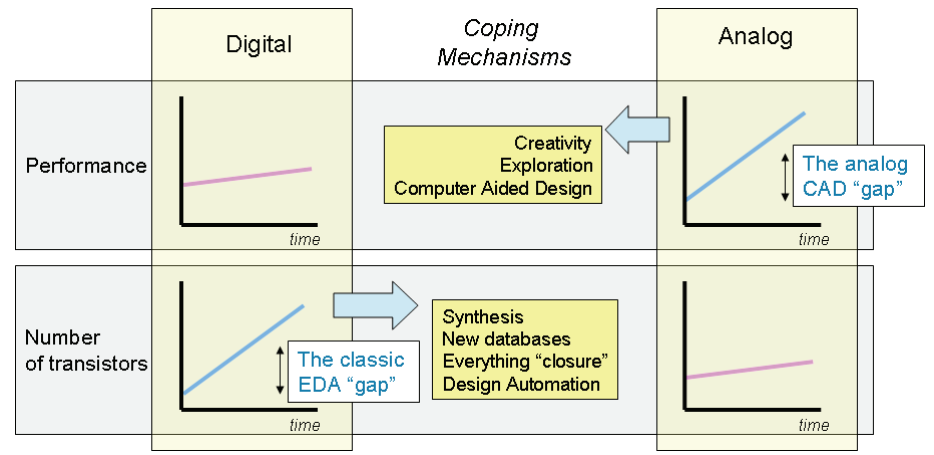 Digital
Coping
Mechanisms
Analog
Performance
time
Creativity
Exploration
Computer Aided Design
The analog
CAD “gap”
time
Number
of transistors
The classic
EDA “gap”
time
Synthesis
New databases
Everything “closure”
Design Automation
time